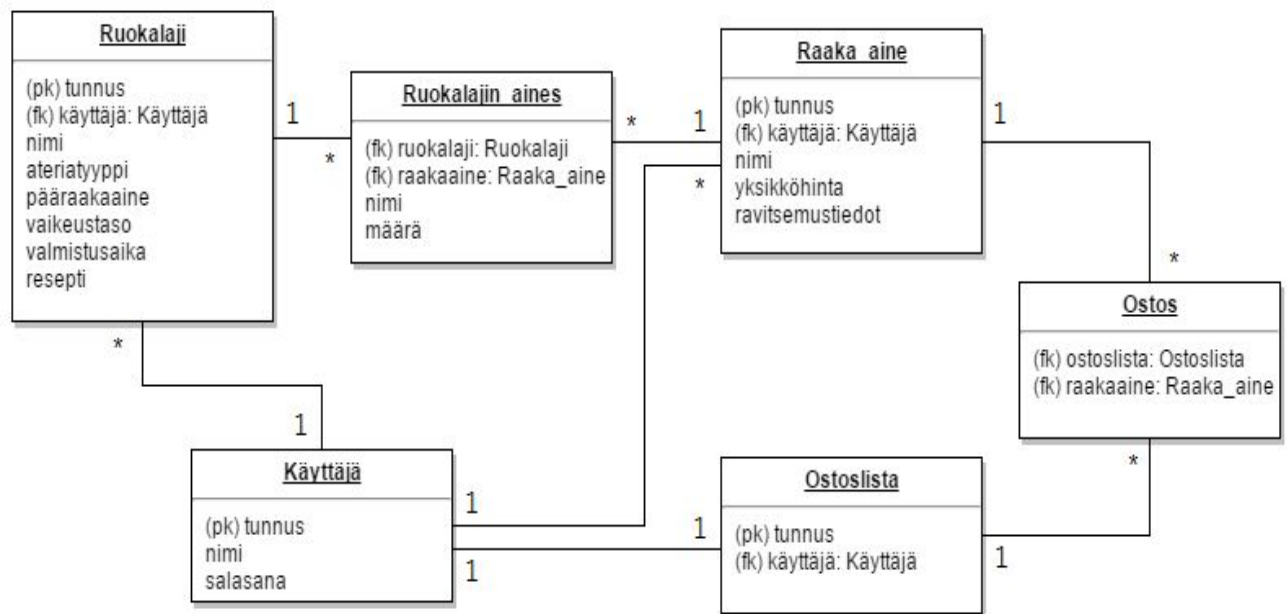 Ruokalaji
(pk) tunnus
(fk) käyttäjä: Käyttäjä
nimi
ateriatyyppi
pääraakaaine
vaikeustaso
valmistusaika
resepti
1
*
Ruokalajin_aines
(fk) ruokalaji: Ruokalaji
(fk) raakaaine: Raaka_aine
nimi
määrä
*
1
*
Raaka_aine
(pk) tunnus
(fk) käyttäjä: Käyttäjä
nimi
yksikköhinta
ravitsemustiedot
1
*
Ostos
(fk) ostoslista: Ostoslista
(fk) raakaaine: Raaka_aine
*
*
1
Käyttäjä
(pk) tunnus
nimi
salasana
1
1
1
Ostoslista
(pk) tunnus
(fk) käyttäjä: Käyttäjä
1